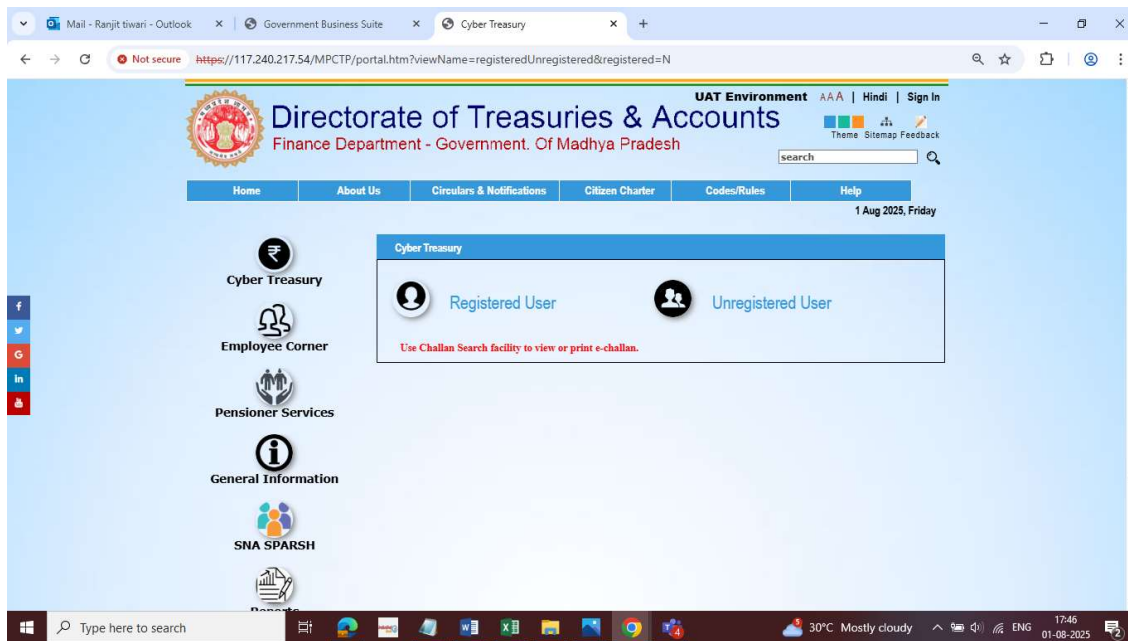 Mail - Ranjit tiwari - Outlook
Government Business Suite
Cyber Treasury
Not secure
https://117.240.217.54/MPCTP/portal.htm?viewName=registeredUnregistered&registered=N
UAT Environment AAA | Hindi | Sign In
Directorate of Treasuries & Accounts
Finance Department - Government. Of Madhya Pradesh
Theme Sitemap Feedback
search
Home About Us Circulars & Notifications Citizen Charter Codes/Rules Help
1 Aug 2025, Friday
Cyber Treasury
Employee Corner
Pensioner Services
General Information
SNA SPARSH
Reports
Cyber Treasury
Registered User Unregistered User
Use Challan Search facility to view or print e-challan.
f
G
in
Type here to search
30°C Mostly cloudy
ENG
17:46
01-08-2025
2